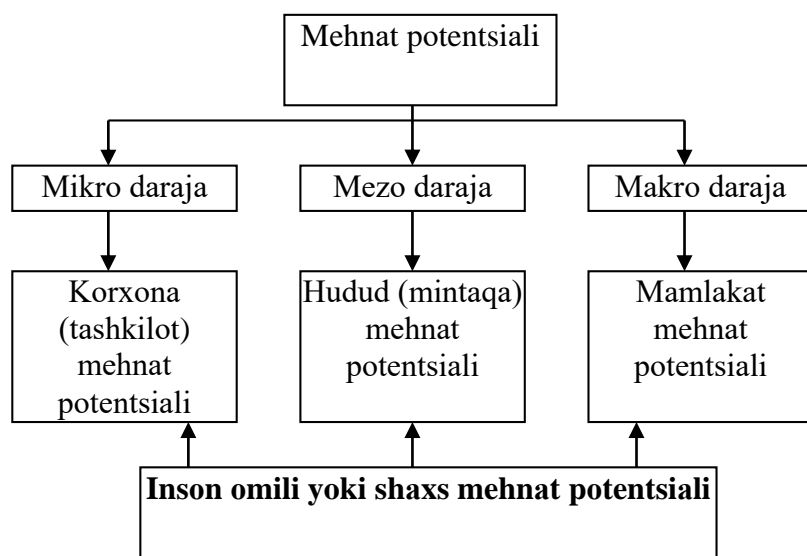 Mehnat potentsiali
Mikro daraja
Mezo daraja
Makro daraja
Korxona
(tashkilot)
mehnat
potentsiali
Hudud (mintaqa)
mehnat
potentsiali
Mamlakat
mehnat
potentsiali
Inson omili yoki shaxs mehnat potentsiali